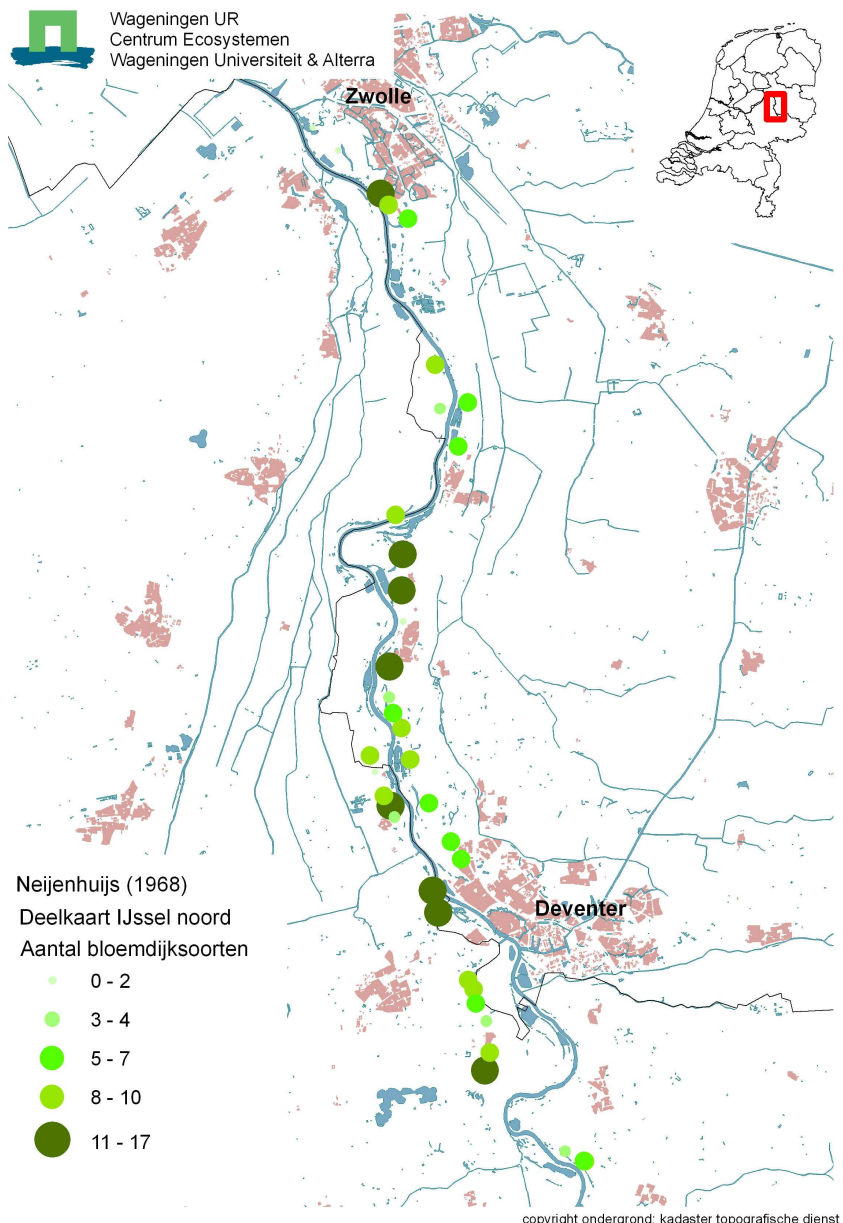 Wageningen UR
Centrum Ecosystemen
Wageningen Universiteit & Alterra
Zwolle
Deventer
Neijenhuijs (1968)
Deelkaart IJssel noord
Aantal bloemdijksoorten
0 - 2
3 - 4
5 - 7
8 - 10
11 - 17
copyright ondergrond: kadaster topografische dienst